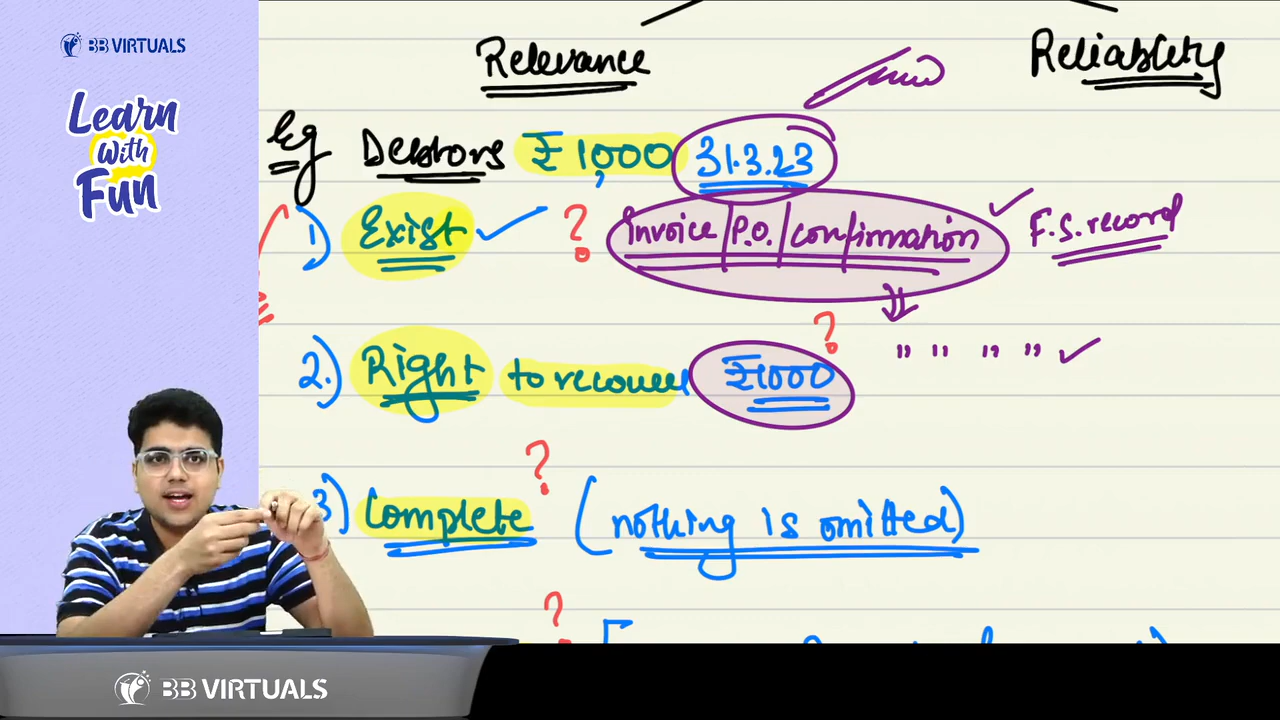 BB VIRTUALS
Learn
With
Fun
Relevance
Reliability
Eg Debtors ₹1,000 31.3.23
1) Exist ? Invoice / P.O. / confirmation F.S. record
2.) Right to recover ₹1000 ? " " " "
3) Complete ? (nothing is omitted)
?
BB VIRTUALS